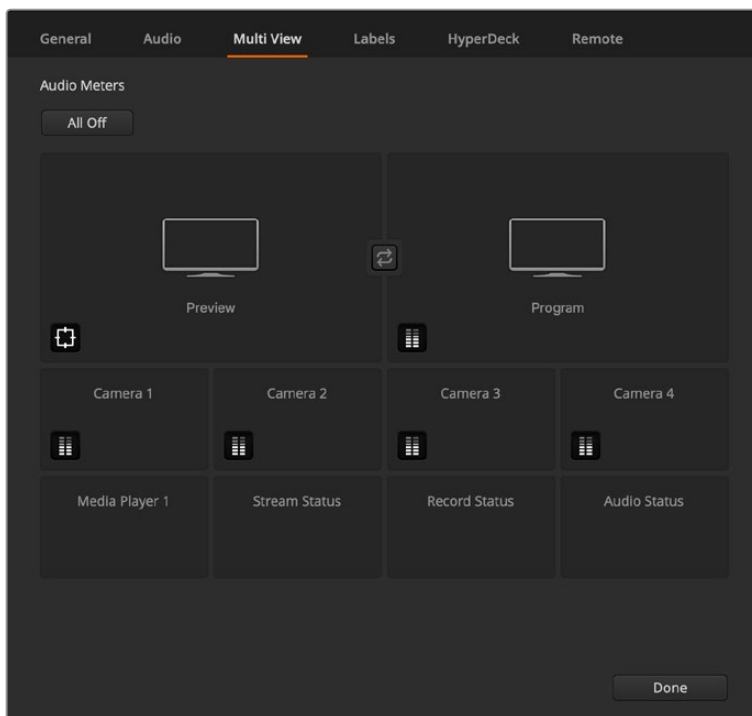 General Audio Multi View Labels HyperDeck Remote
Audio Meters
All Off
Preview Program
Camera 1 Camera 2 Camera 3 Camera 4
Media Player 1 Stream Status Record Status Audio Status
Done